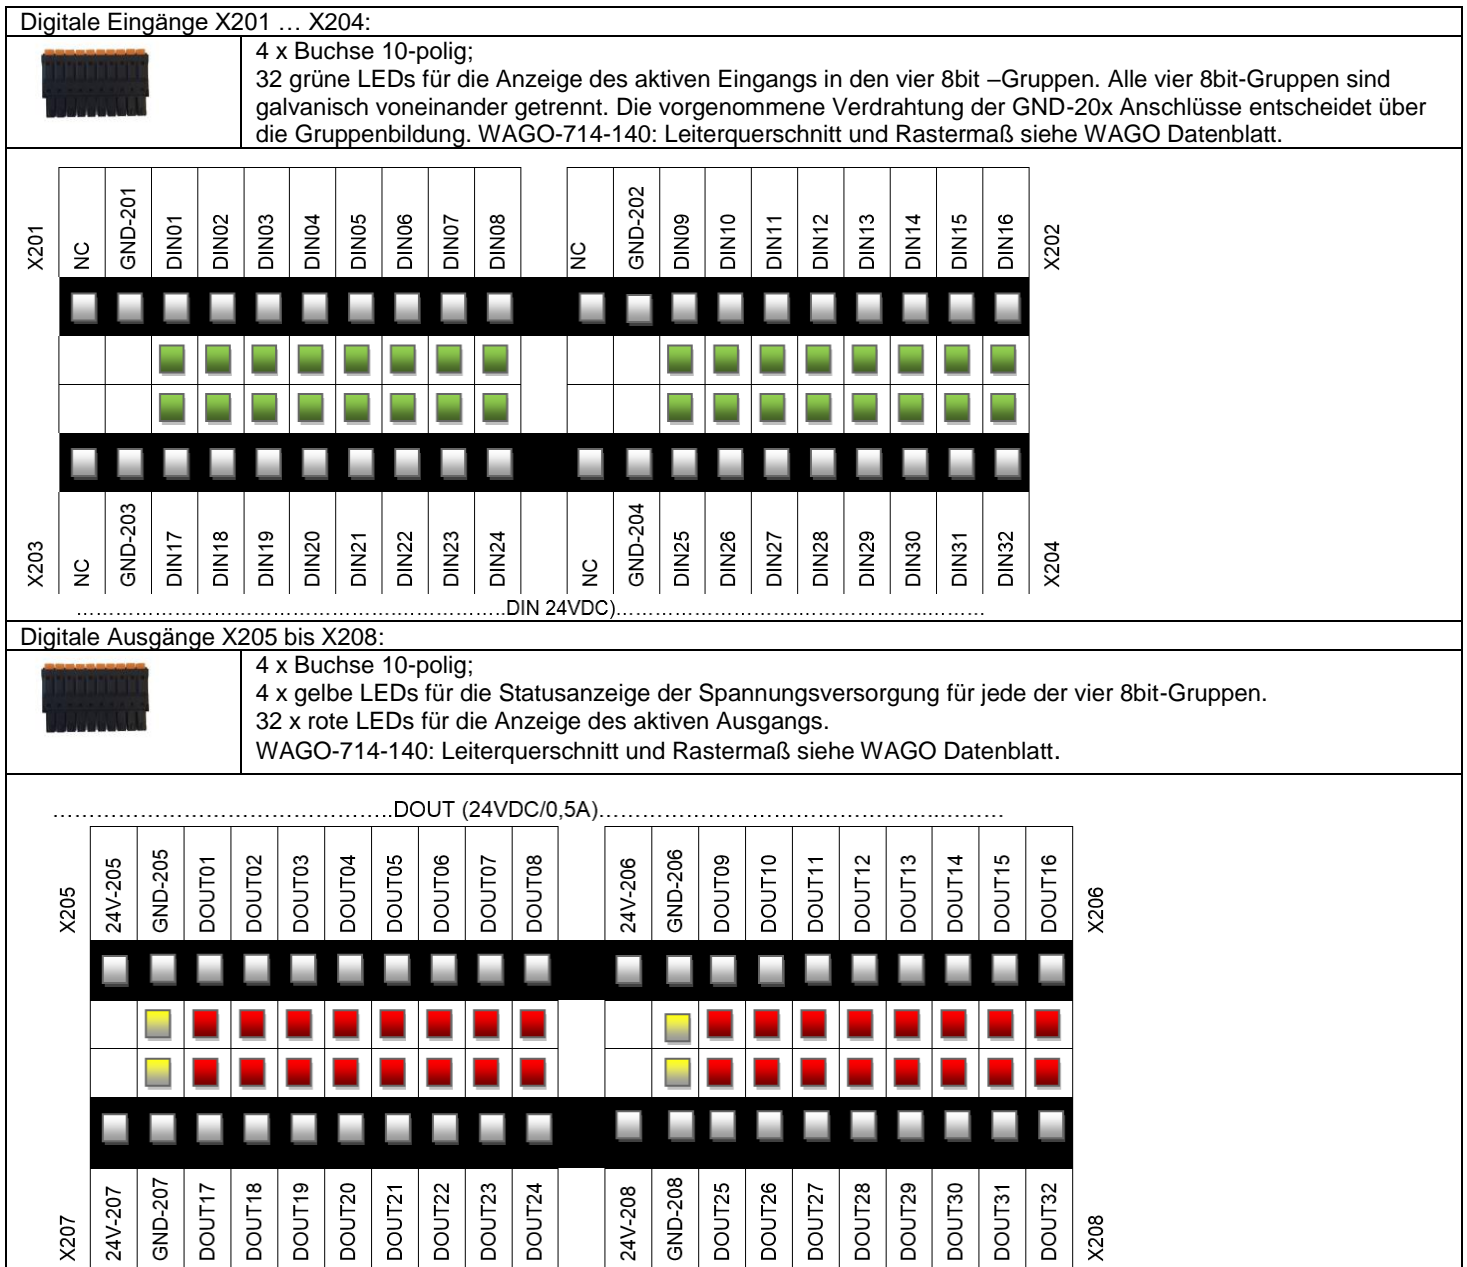 Digitale Eingänge X201 … X204:
4 x Buchse 10-polig;
32 grüne LEDs für die Anzeige des aktiven Eingangs in den vier 8bit –Gruppen. Alle vier 8bit-Gruppen sind
galvanisch voneinander getrennt. Die vorgenommene Verdrahtung der GND-20x Anschlüsse entscheidet über
die Gruppenbildung. WAGO-714-140: Leiterquerschnitt und Rastermaß siehe WAGO Datenblatt.
X201 NC GND-201 DIN01 DIN02 DIN03 DIN04 DIN05 DIN06 DIN07 DIN08 NC GND-202 DIN09 DIN10 DIN11 DIN12 DIN13 DIN14 DIN15 DIN16 X202
X203 NC GND-203 DIN17 DIN18 DIN19 DIN20 DIN21 DIN22 DIN23 DIN24 NC GND-204 DIN25 DIN26 DIN27 DIN28 DIN29 DIN30 DIN31 DIN32 X204
…………………………………………..……………..DIN 24VDC)……………………….………………..………
Digitale Ausgänge X205 bis X208:
4 x Buchse 10-polig;
4 x gelbe LEDs für die Statusanzeige der Spannungsversorgung für jede der vier 8bit-Gruppen.
32 x rote LEDs für die Anzeige des aktiven Ausgangs.
WAGO-714-140: Leiterquerschnitt und Rastermaß siehe WAGO Datenblatt.
………………………………………..DOUT (24VDC/0,5A)………………………………………..………
X205 24V-205 GND-205 DOUT01 DOUT02 DOUT03 DOUT04 DOUT05 DOUT06 DOUT07 DOUT08 24V-206 GND-206 DOUT09 DOUT10 DOUT11 DOUT12 DOUT13 DOUT14 DOUT15 DOUT16 X206
X207 24V-207 GND-207 DOUT17 DOUT18 DOUT19 DOUT20 DOUT21 DOUT22 DOUT23 DOUT24 24V-208 GND-208 DOUT25 DOUT26 DOUT27 DOUT28 DOUT29 DOUT30 DOUT31 DOUT32 X208